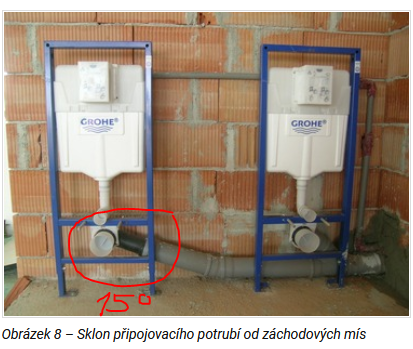 GROHE®
GROHE®
15°
Obrázek 8 – Sklon připojovacího potrubí od záchodových mís